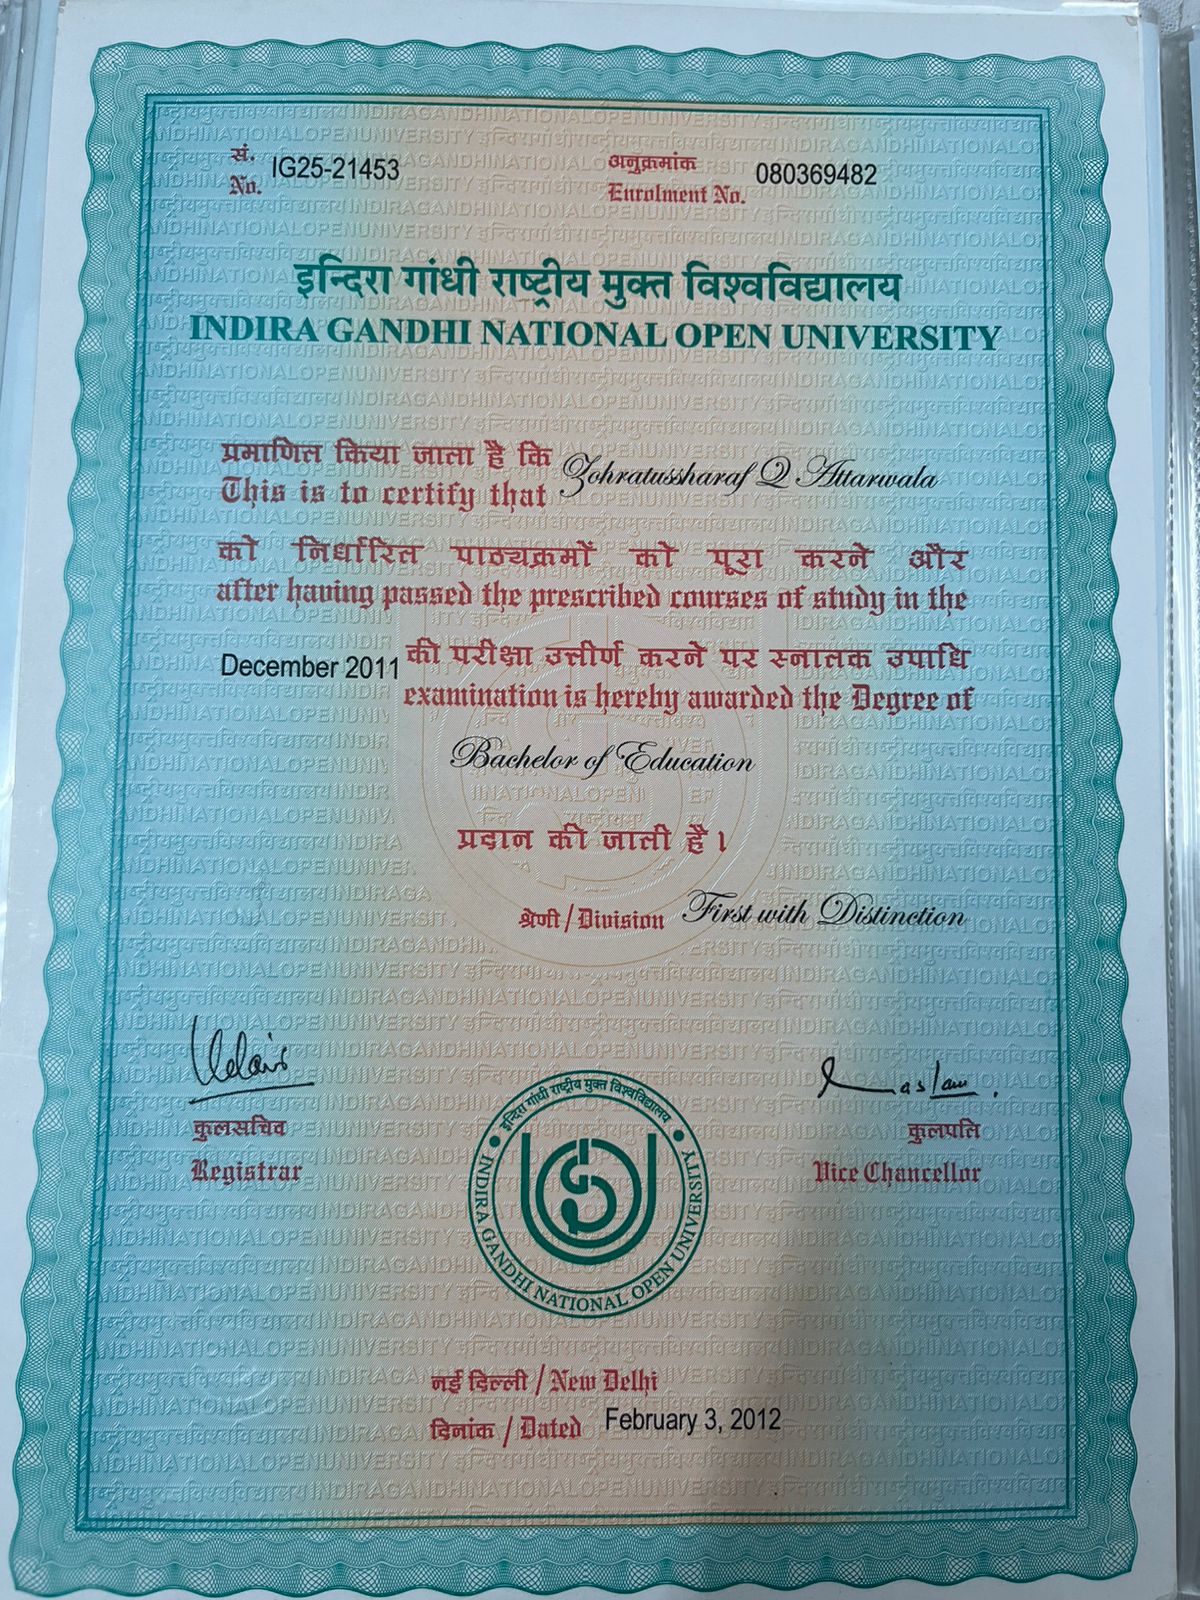 सं. IG25-21453
No.
अनुक्रमांक 080369482
Enrolment No.
इन्दिरा गांधी राष्ट्रीय मुक्त विश्वविद्यालय
INDIRA GANDHI NATIONAL OPEN UNIVERSITY
प्रमाणित किया जाता है कि
This is to certify that Zohratussharaf Q Attarwala
को निर्धारित पाठ्यक्रमों को पूरा करने और
after having passed the prescribed courses of study in the
December 2011 की परीक्षा उत्तीर्ण करने पर स्नातक उपाधि
examination is hereby awarded the Degree of
Bachelor of Education
प्रदान की जाती है।
श्रेणी / Division First with Distinction
कुलसचिव
Registrar
कुलपति
Vice Chancellor
इन्दिरा गाँधी राष्ट्रीय मुक्त विश्वविद्यालय
INDIRA GANDHI NATIONAL OPEN UNIVERSITY
नई दिल्ली / New Delhi
दिनांक / Dated February 3, 2012